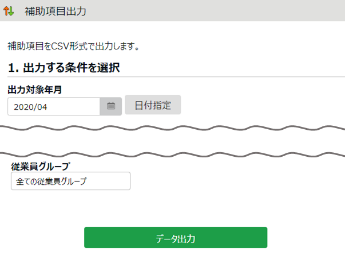 補助項目出力
補助項目をCSV形式で出力します。
1. 出力する条件を選択
出力対象年月
2020/04 日付指定
従業員グループ
全ての従業員グループ
データ出力